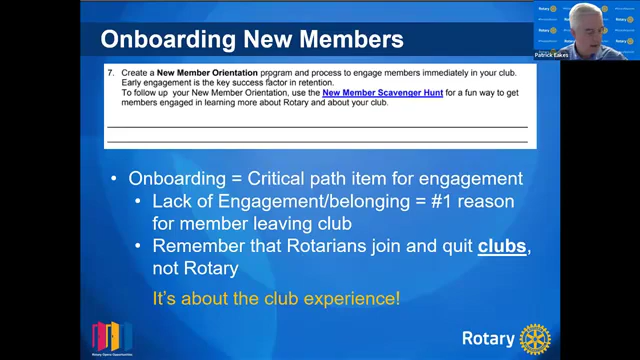 Onboarding New Members
7. Create a New Member Orientation program and process to engage members immediately in your club.
Early engagement is the key success factor in retention.
To follow up your New Member Orientation, use the New Member Scavenger Hunt for a fun way to get
members engaged in learning more about Rotary and about your club.
• Onboarding = Critical path item for engagement
• Lack of Engagement/belonging = #1 reason
for member leaving club
• Remember that Rotarians join and quit clubs,
not Rotary
It's about the club experience!
Rotary Opens Opportunities
Rotary
Patrick Eakes